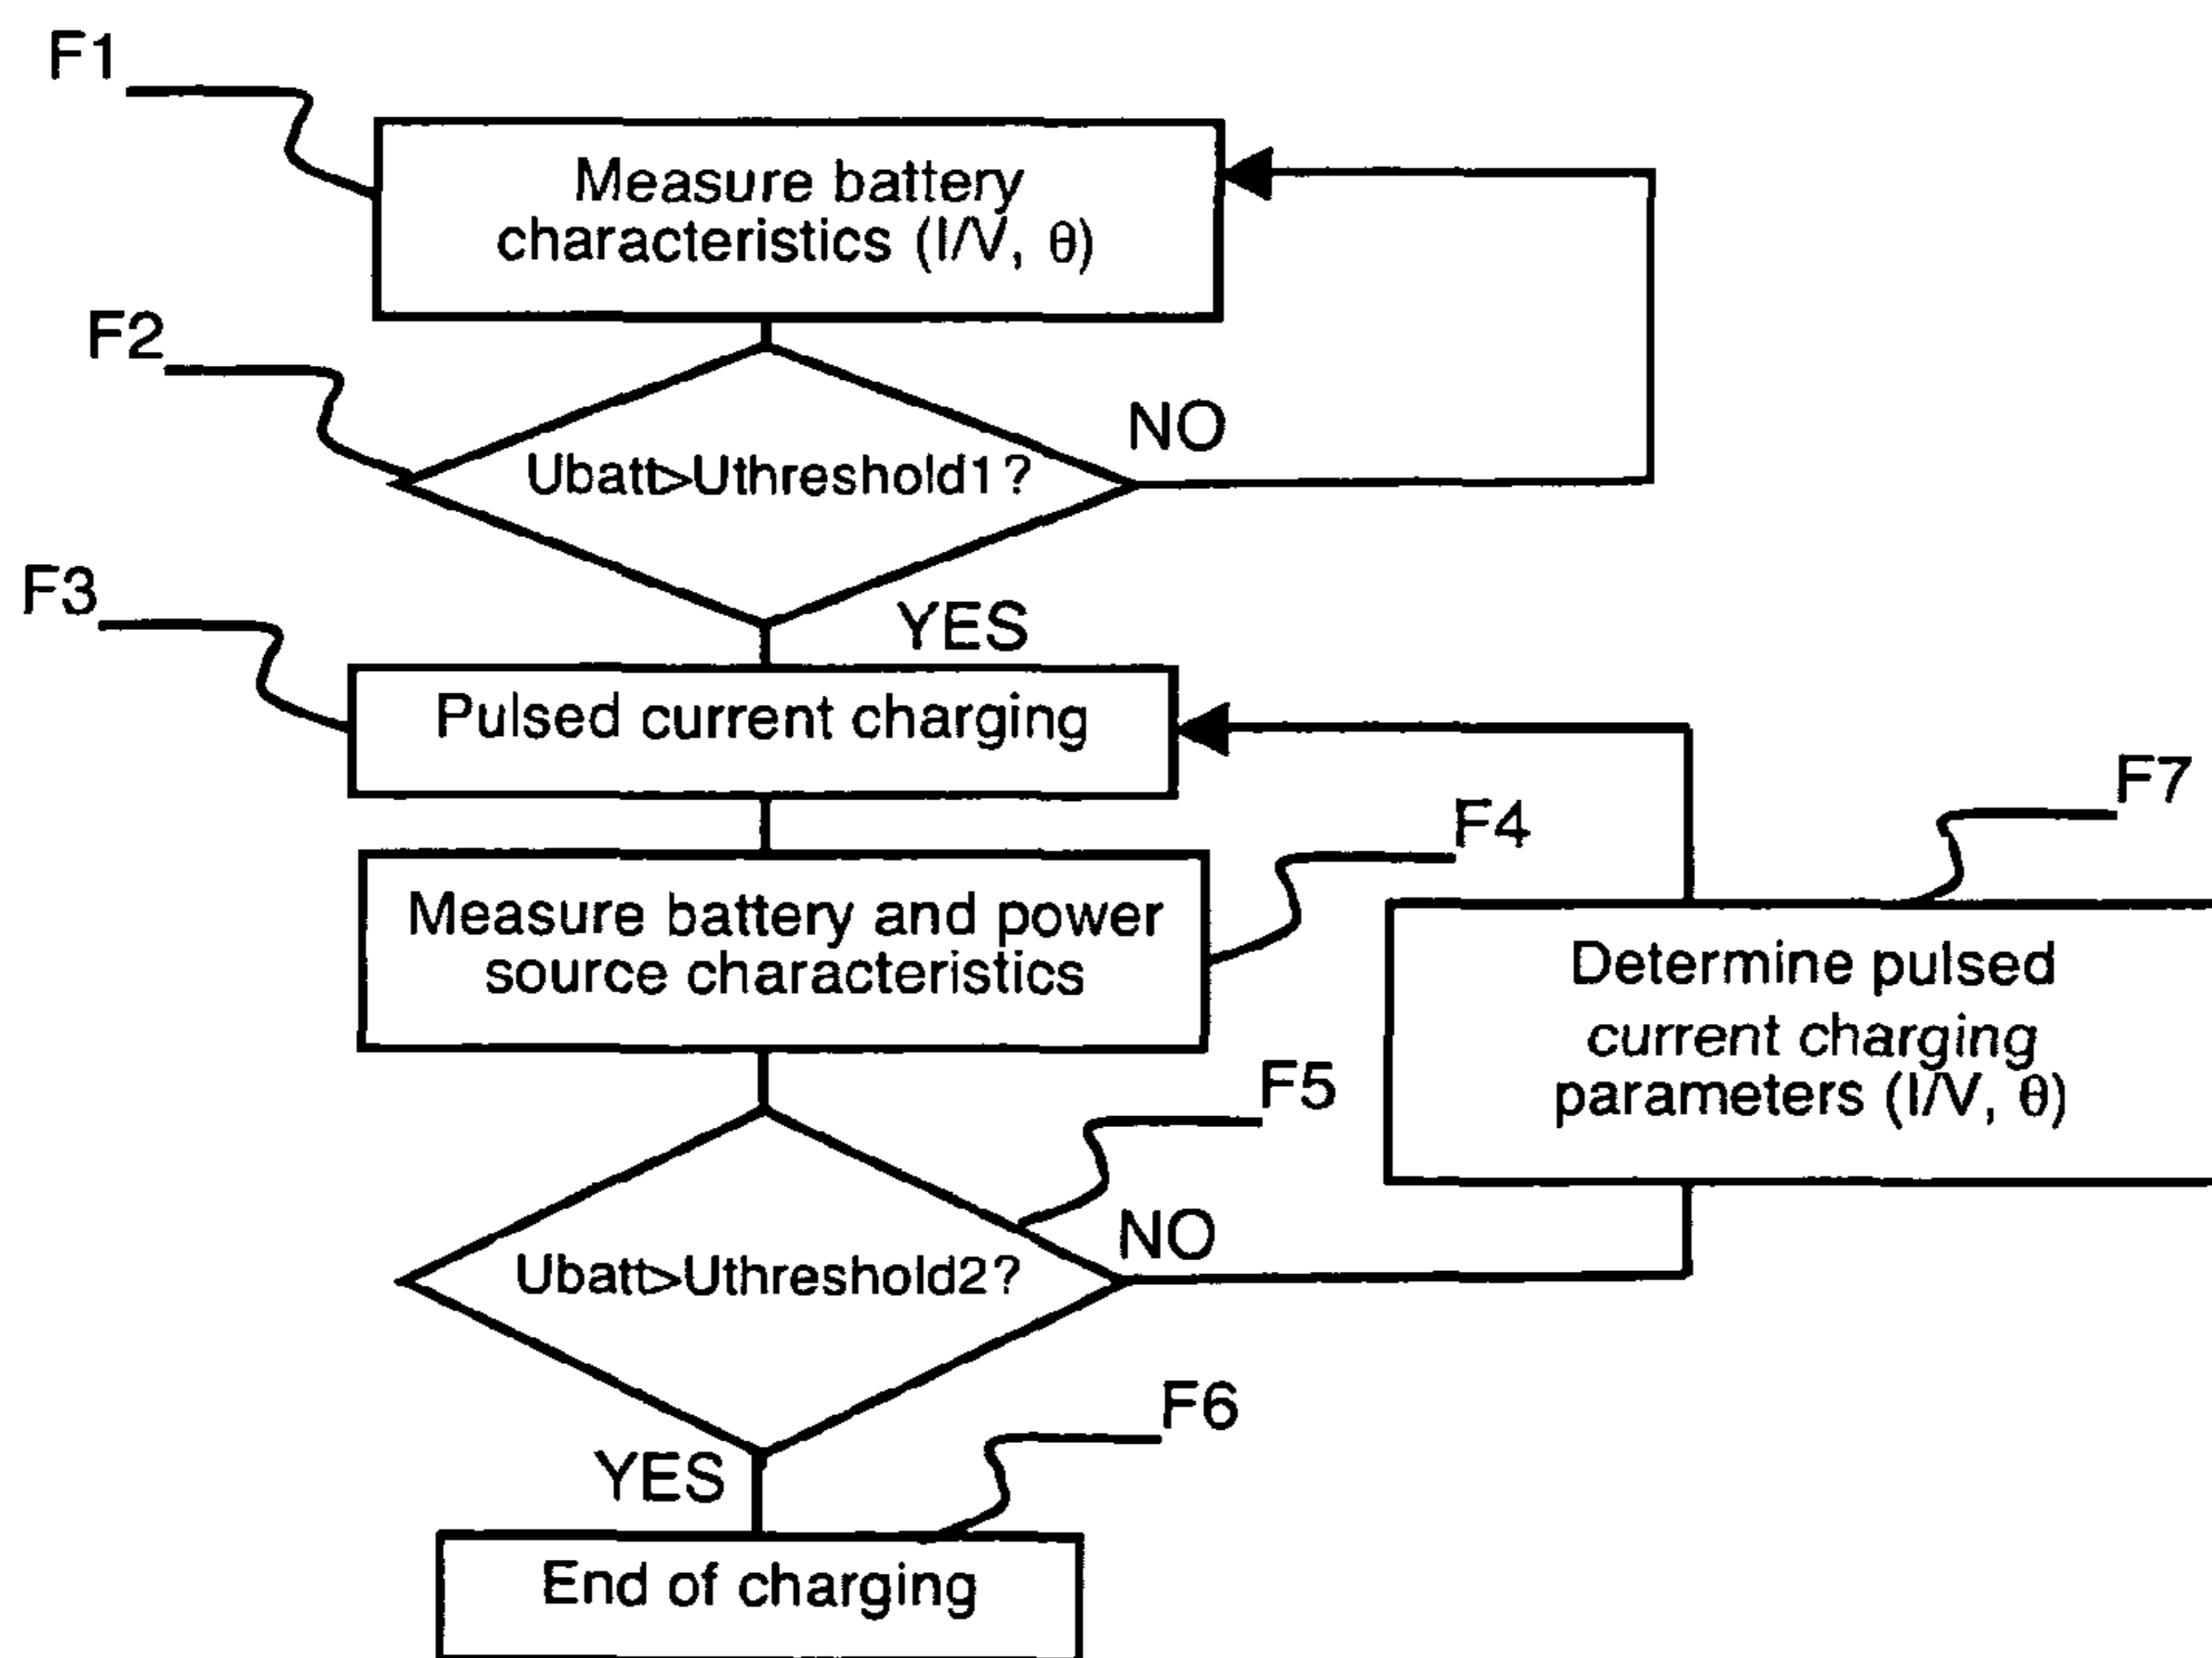 F1
Measure battery
characteristics (I/V, θ)
F2
NO
Ubatt>Uthreshold1?
F3
YES
Pulsed current charging
F7
F4
Measure battery and power
source characteristics
Determine pulsed
current charging
parameters (I/V, θ)
F5
NO
Ubatt>Uthreshold2?
F6
YES
End of charging